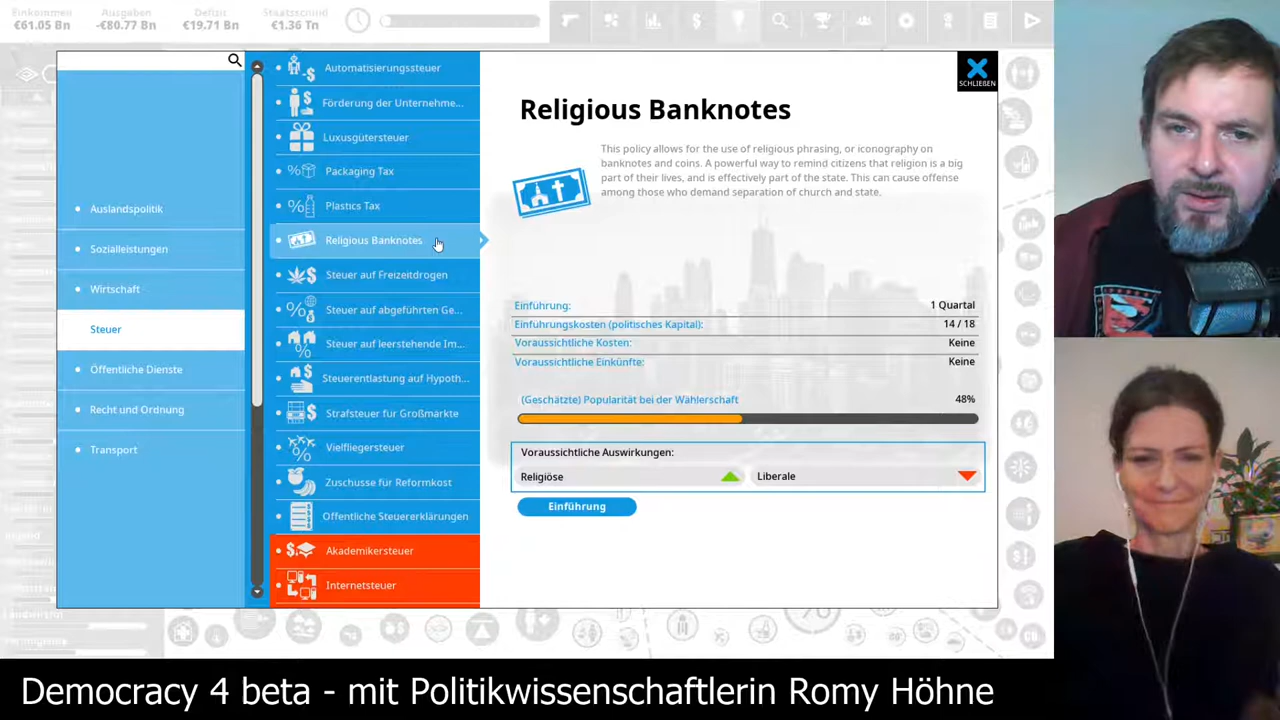 Einkommen
€61.05 Bn
Ausgaben
-€80.77 Bn
Defizit
€19.71 Bn
Staatsschuld
€1.36 Tn
SCHLIEßEN
Auslandspolitik
Sozialleistungen
Wirtschaft
Steuer
Öffentliche Dienste
Recht und Ordnung
Transport
Automatisierungssteuer
Förderung der Unternehme...
Luxusgütersteuer
Packaging Tax
Plastics Tax
Religious Banknotes
Steuer auf Freizeitdrogen
Steuer auf abgeführten Ge...
Steuer auf leerstehende Im...
Steuerentlastung auf Hypoth...
Strafsteuer für Großmärkte
Vielfliegersteuer
Zuschüsse für Reformkost
Öffentliche Steuererklärungen
Akademikersteuer
Internetsteuer
Religious Banknotes
This policy allows for the use of religious phrasing, or iconography on
banknotes and coins. A powerful way to remind citizens that religion is a big
part of their lives, and is effectively part of the state. This can cause offense
among those who demand separation of church and state.
Einführung: 1 Quartal
Einführungskosten (politisches Kapital): 14 / 18
Voraussichtliche Kosten: Keine
Voraussichtliche Einkünfte: Keine
(Geschätzte) Popularität bei der Wählerschaft 48%
Voraussichtliche Auswirkungen:
Religiöse Liberale
Einführung
Democracy 4 beta - mit Politikwissenschaftlerin Romy Höhne